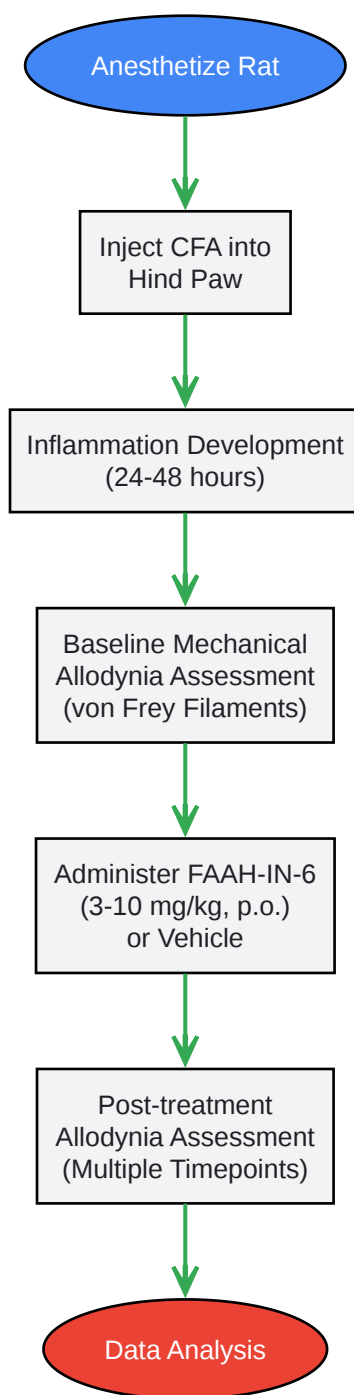 Anesthetize Rat
Inject CFA into
Hind Paw
Inflammation Development
(24-48 hours)
Baseline Mechanical
Allodynia Assessment
(von Frey Filaments)
Administer FAAH-IN-6
(3-10 mg/kg, p.o.)
or Vehicle
Post-treatment
Allodynia Assessment
(Multiple Timepoints)
Data Analysis